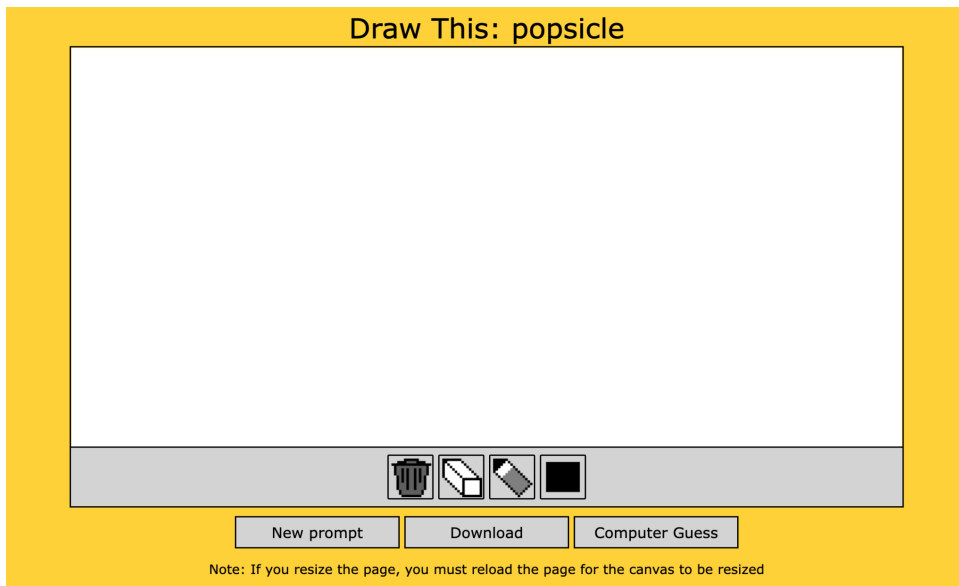 Draw This: popsicle
New prompt Download Computer Guess
Note: If you resize the page, you must reload the page for the canvas to be resized